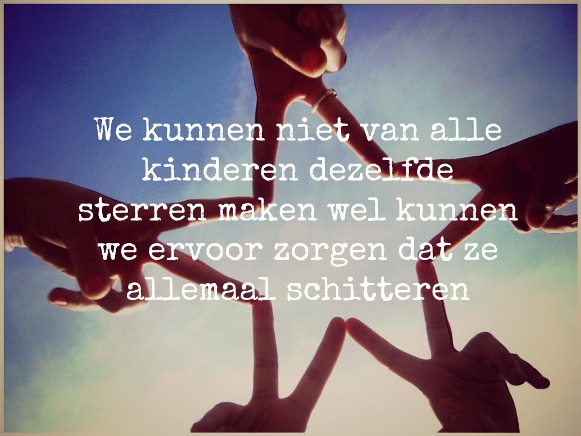 We kunnen niet van alle
kinderen dezelfde
sterren maken wel kunnen
we ervoor zorgen dat ze
allemaal schitteren